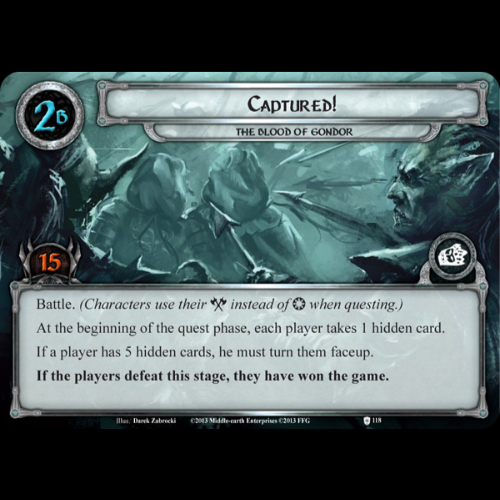 2B
CAPTURED!
THE BLOOD OF GONDOR
15
Battle. (Characters use their instead of when questing.)
At the beginning of the quest phase, each player takes 1 hidden card.
If a player has 5 hidden cards, he must turn them faceup.
If the players defeat this stage, they have won the game.
Illus. Darek Zabrocki ©2013 Middle-earth Enterprises ©2013 FFG 118